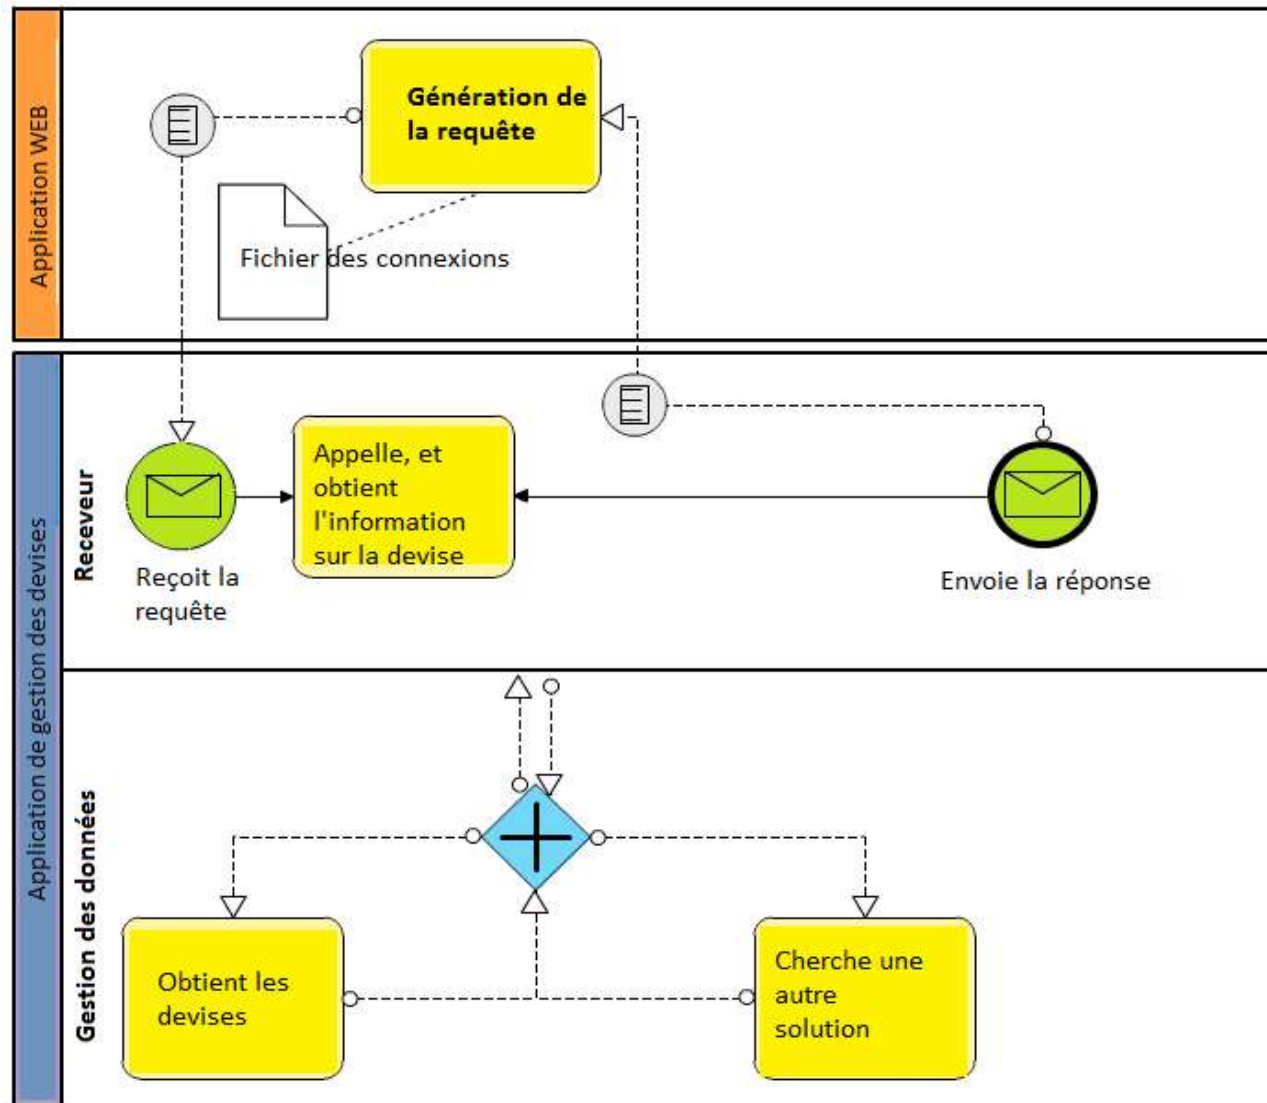 Application WEB
Génération de
la requête
Fichier des connexions
Application de gestion des devises
Receveur
Appelle, et
obtient
l'information
sur la devise
Reçoit la
requête
Envoie la réponse
Gestion des données
Obtient les
devises
Cherche une
autre
solution